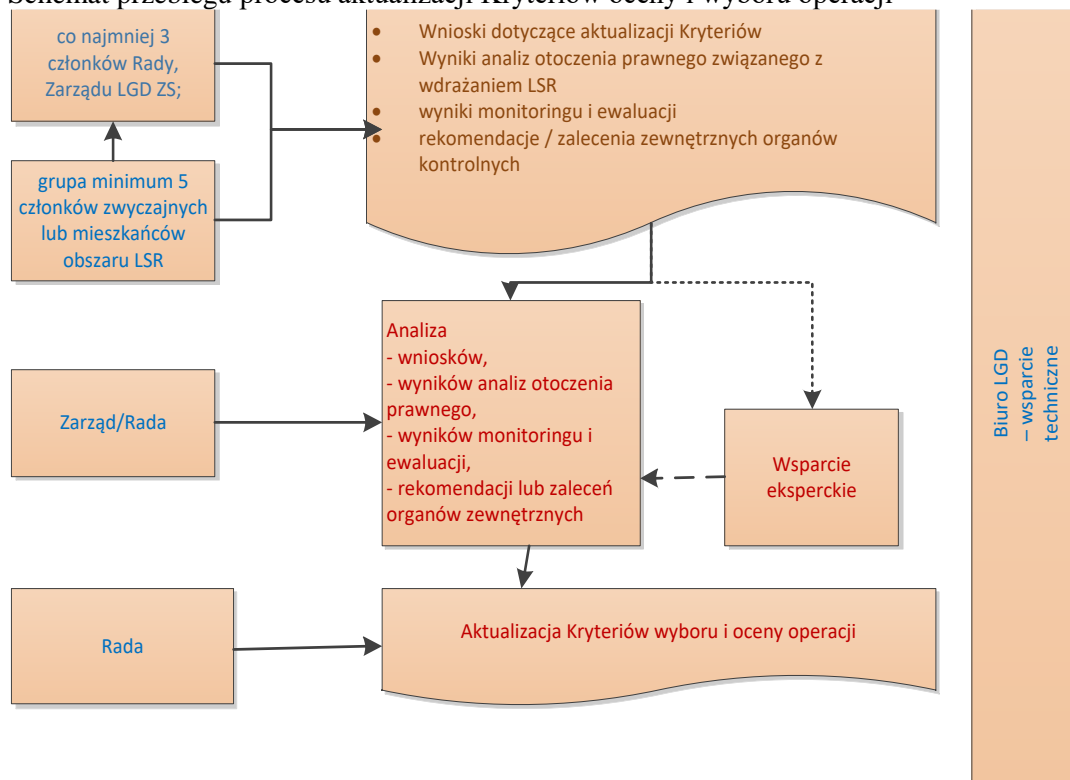 Schemat przebiegu procesu aktualizacji Kryteriów oceny i wyboru operacji
co najmniej 3
członków Rady,
Zarządu LGD ZS;
• Wnioski dotyczące aktualizacji Kryteriów
• Wyniki analiz otoczenia prawnego związanego z
wdrażaniem LSR
• wyniki monitoringu i ewaluacji
• rekomendacje / zalecenia zewnętrznych organów
kontrolnych
grupa minimum 5
członków zwyczajnych
lub mieszkańców
obszaru LSR
Zarząd/Rada
Analiza
- wniosków,
- wyników analiz otoczenia
prawnego,
- wyników monitoringu i
ewaluacji,
- rekomendacji lub zaleceń
organów zewnętrznych
Wsparcie
eksperckie
Rada
Aktualizacja Kryteriów wyboru i oceny operacji
Biuro LGD
– wsparcie
techniczne